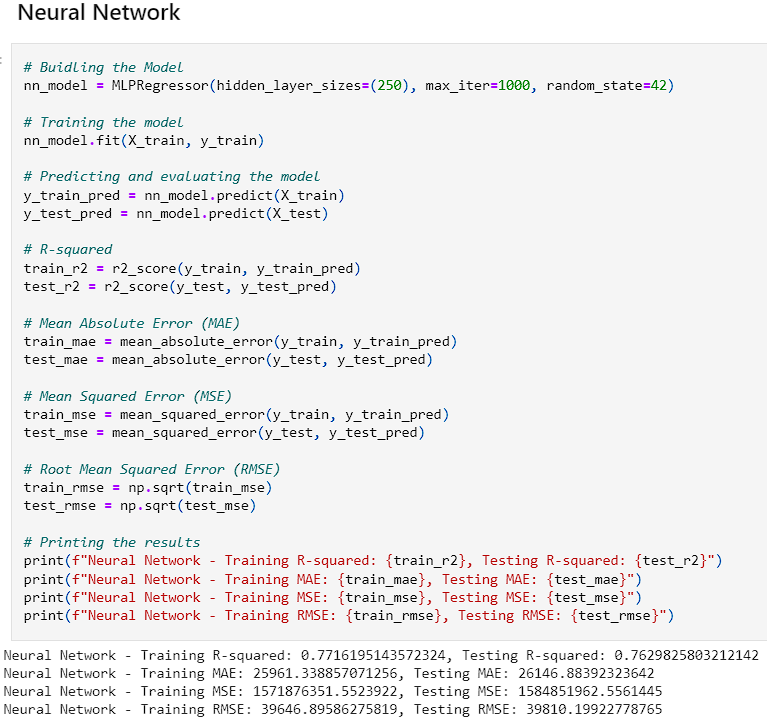 Neural Network
# Buidling the Model
nn_model = MLPRegressor(hidden_layer_sizes=(250), max_iter=1000, random_state=42)
# Training the model
nn_model.fit(X_train, y_train)
# Predicting and evaluating the model
y_train_pred = nn_model.predict(X_train)
y_test_pred = nn_model.predict(X_test)
# R-squared
train_r2 = r2_score(y_train, y_train_pred)
test_r2 = r2_score(y_test, y_test_pred)
# Mean Absolute Error (MAE)
train_mae = mean_absolute_error(y_train, y_train_pred)
test_mae = mean_absolute_error(y_test, y_test_pred)
# Mean Squared Error (MSE)
train_mse = mean_squared_error(y_train, y_train_pred)
test_mse = mean_squared_error(y_test, y_test_pred)
# Root Mean Squared Error (RMSE)
train_rmse = np.sqrt(train_mse)
test_rmse = np.sqrt(test_mse)
# Printing the results
print(f"Neural Network - Training R-squared: {train_r2}, Testing R-squared: {test_r2}")
print(f"Neural Network - Training MAE: {train_mae}, Testing MAE: {test_mae}")
print(f"Neural Network - Training MSE: {train_mse}, Testing MSE: {test_mse}")
print(f"Neural Network - Training RMSE: {train_rmse}, Testing RMSE: {test_rmse}")
Neural Network - Training R-squared: 0.7716195143572324, Testing R-squared: 0.7629825803212142
Neural Network - Training MAE: 25961.338857071256, Testing MAE: 26146.88392323642
Neural Network - Training MSE: 1571876351.5523922, Testing MSE: 1584851962.5561445
Neural Network - Training RMSE: 39646.89586275819, Testing RMSE: 39810.19922778765